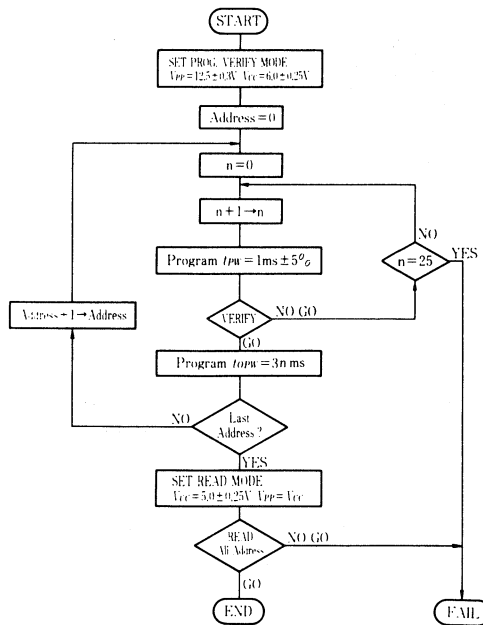 START
SET PROG. VERIFY MODE
VPP=12.5±0.3V VCC=6.0±0.25V
Address=0
n=0
n+1→n
NO
YES
Program tPW=1ms±5%
n=25
Address+1→Address
VERIFY
NO GO
GO
Program tOPW=3n ms
NO
Last
Address?
YES
SET READ MODE
VCC=5.0±0.25V VPP=VCC
READ
All Address
NO GO
GO
END
FAIL